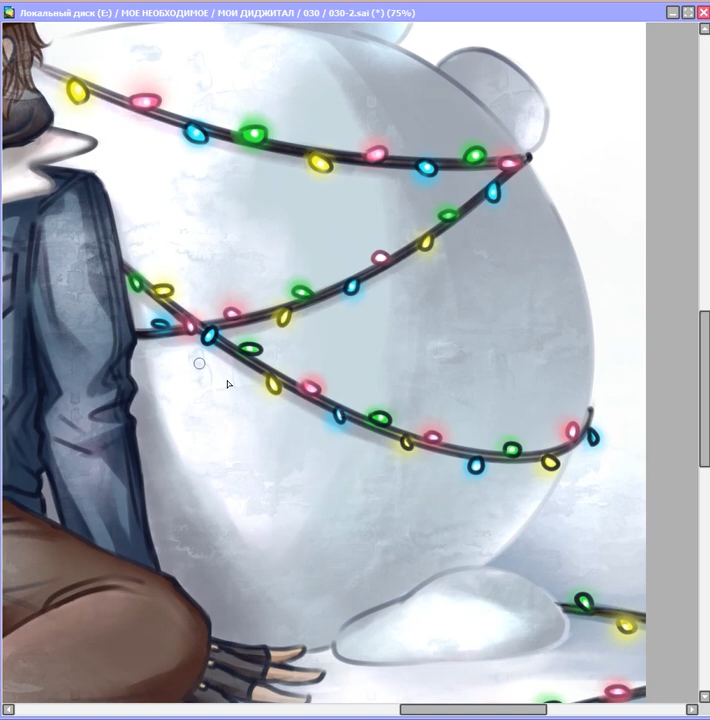 Локальный диск (E:) / МОЕ НЕОБХОДИМОЕ / МОИ ДИДЖИТАЛ / 030 / 030-2.sai (*) (75%)